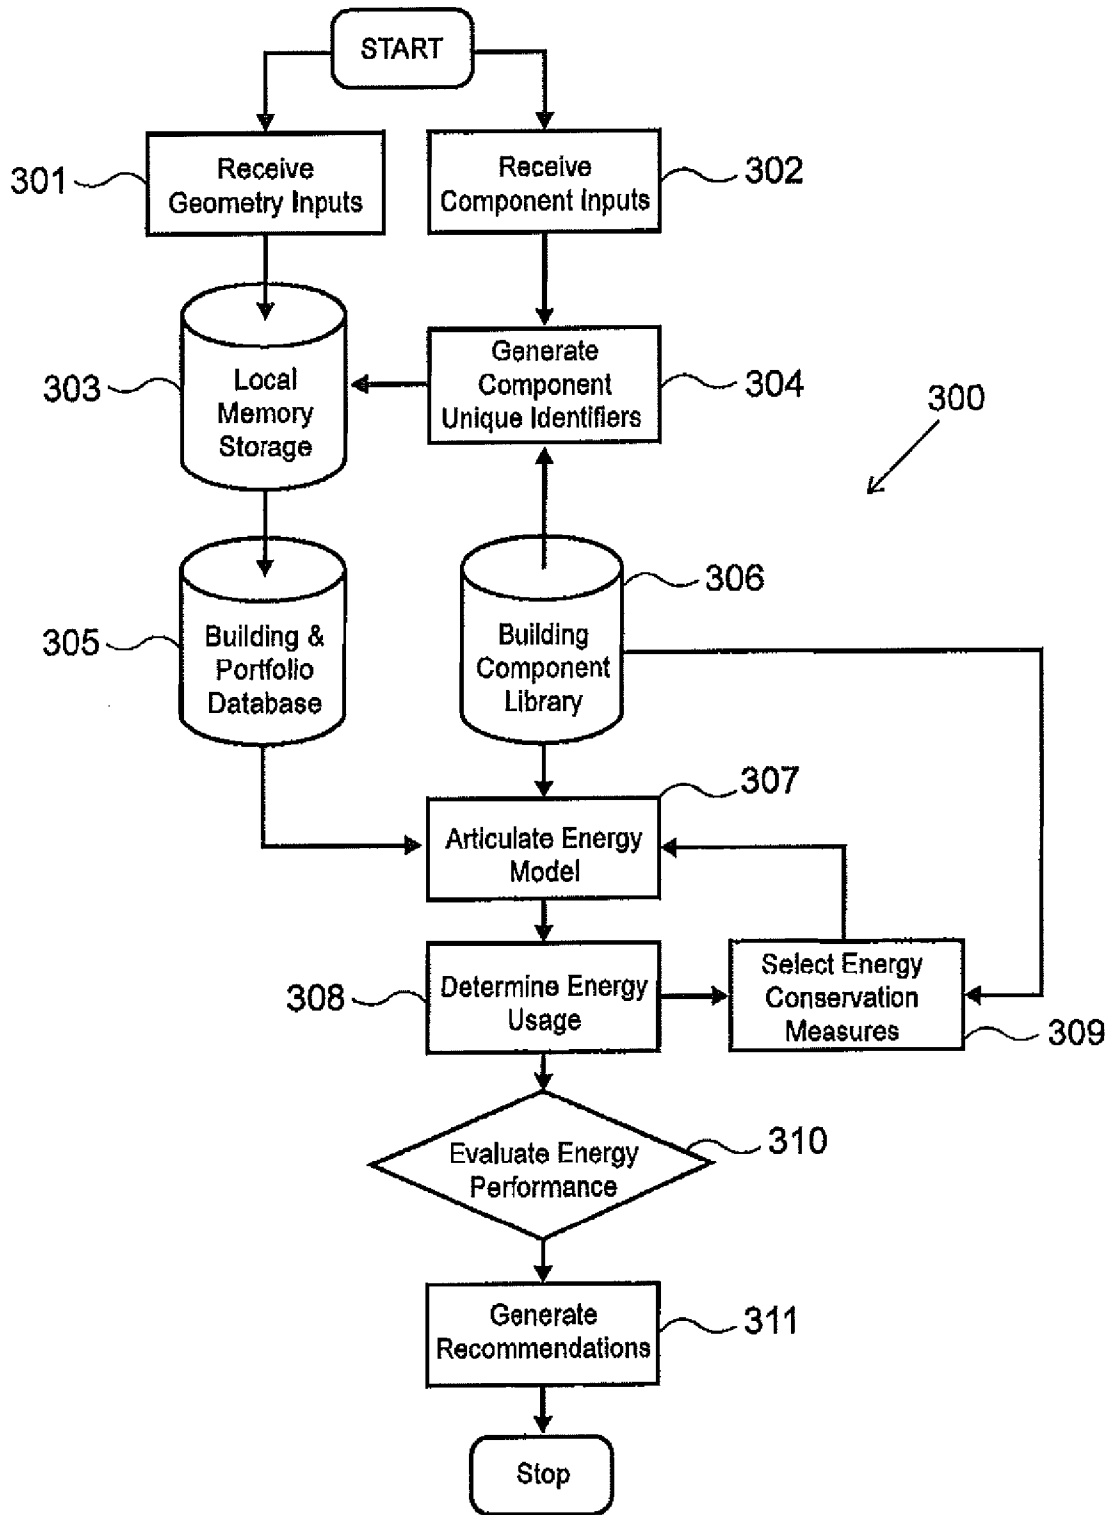 START
301
Receive
Geometry Inputs
Receive
Component Inputs
302
303
Local
Memory
Storage
Generate
Component
Unique Identifiers
304
300
305
Building &
Portfolio
Database
Building
Component
Library
306
307
Articulate Energy
Model
308
Determine Energy
Usage
Select Energy
Conservation
Measures
309
Evaluate Energy
Performance
310
Generate
Recommendations
311
Stop